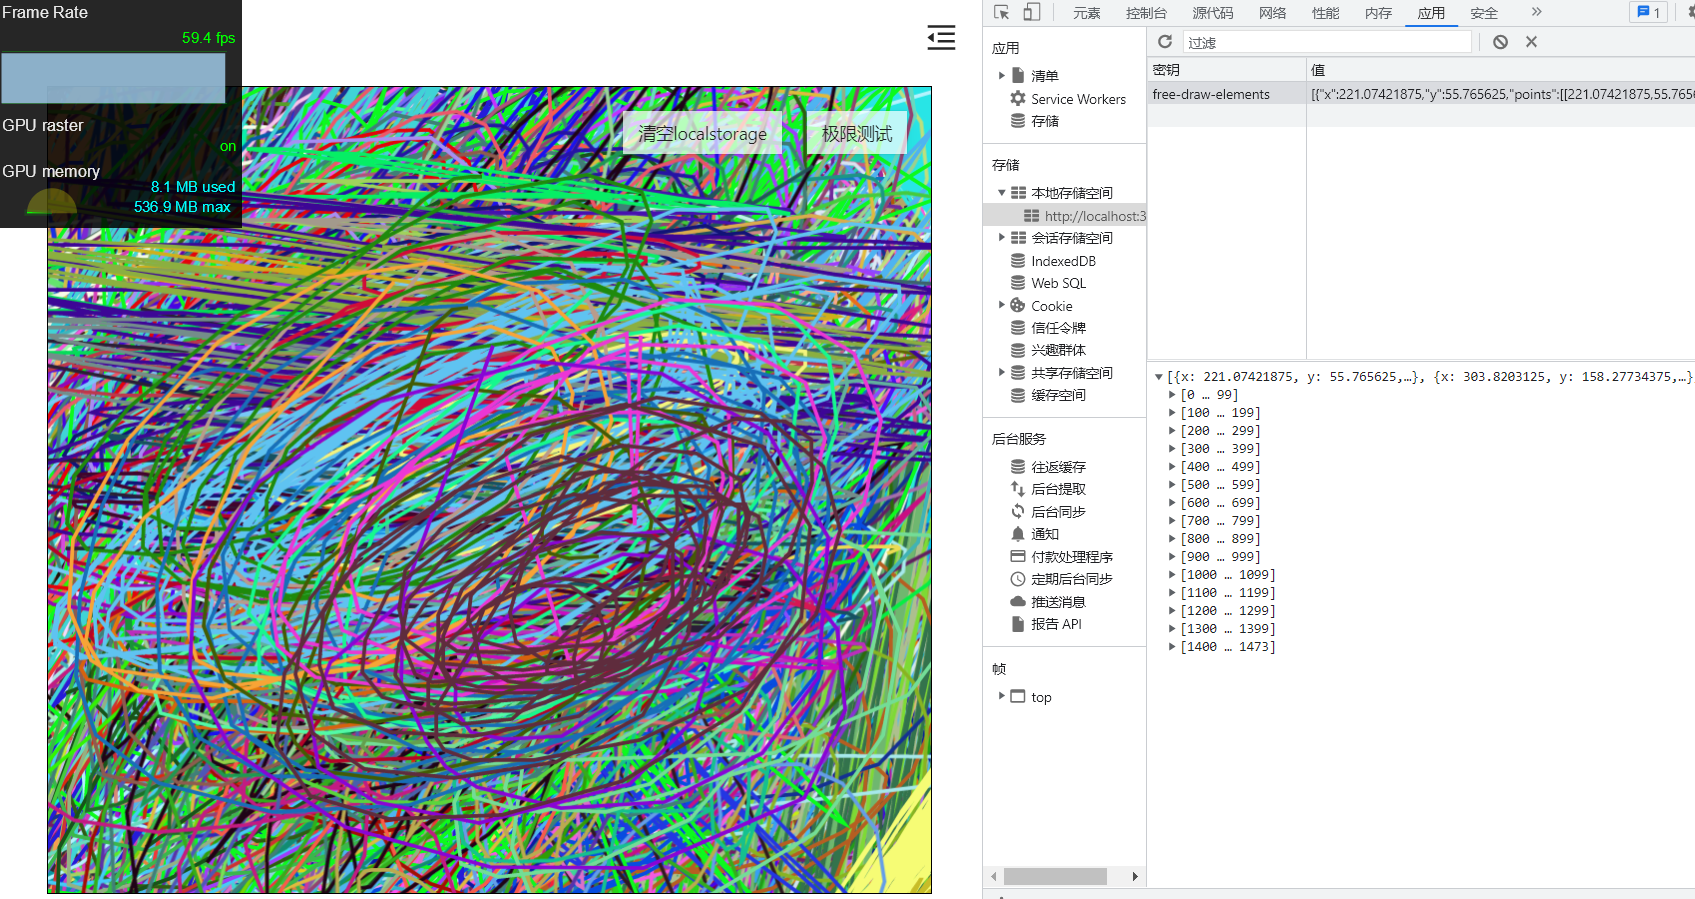 Frame Rate
59.4 fps
GPU raster
on
GPU memory
8.1 MB used
536.9 MB max
清空localstorage
极限测试
元素 控制台 源代码 网络 性能 内存 应用 安全 1
应用
清单
Service Workers
存储
存储
本地存储空间
http://localhost:3
会话存储空间
IndexedDB
Web SQL
Cookie
信任令牌
兴趣群体
共享存储空间
缓存空间
后台服务
往返缓存
后台提取
后台同步
通知
付款处理程序
定期后台同步
推送消息
报告 API
帧
top
过滤
密钥 值
free-draw-elements [{"x":221.07421875,"y":55.765625,"points":[[221.07421875,55.7656
[{x: 221.07421875, y: 55.765625,…}, {x: 303.8203125, y: 158.27734375,…}
[0 … 99]
[100 … 199]
[200 … 299]
[300 … 399]
[400 … 499]
[500 … 599]
[600 … 699]
[700 … 799]
[800 … 899]
[900 … 999]
[1000 … 1099]
[1100 … 1199]
[1200 … 1299]
[1300 … 1399]
[1400 … 1473]